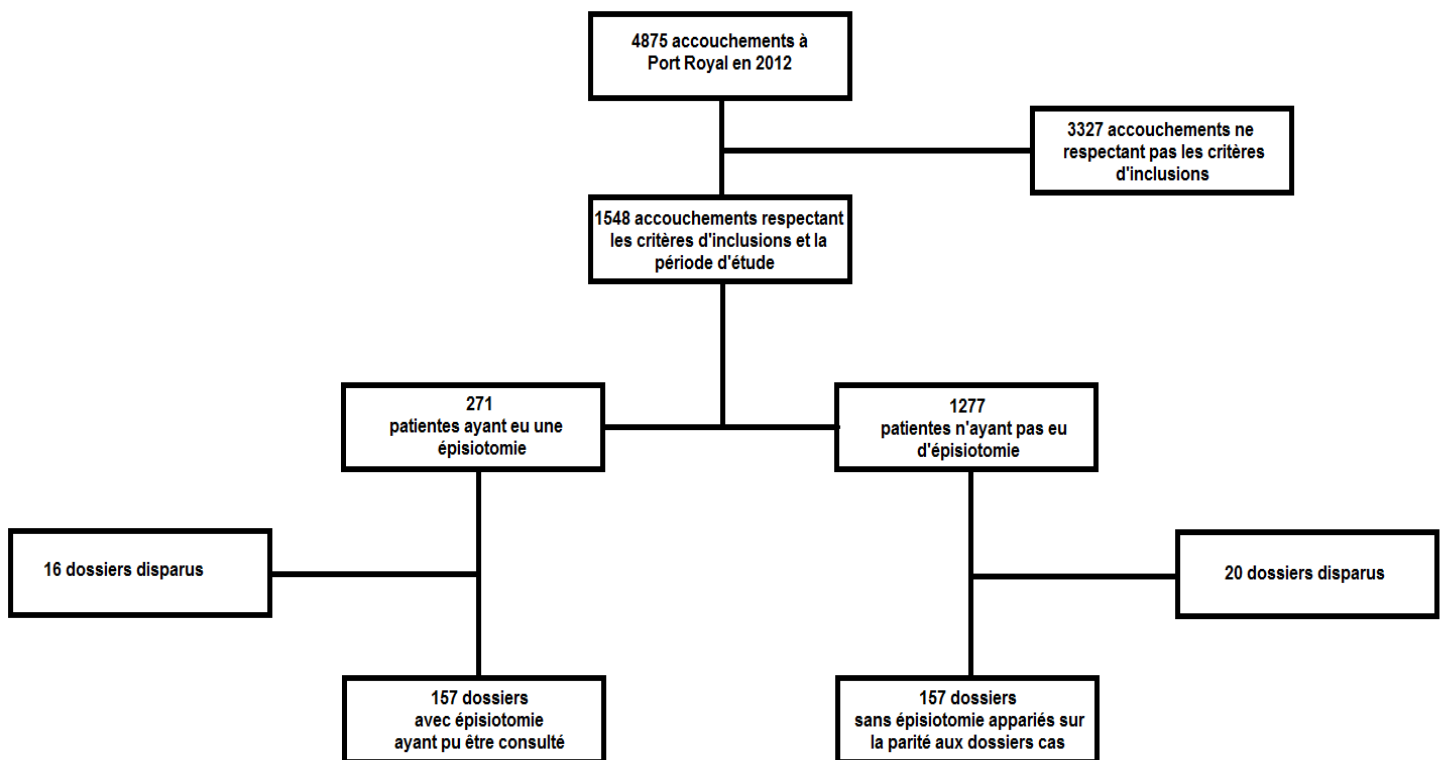 4875 accouchements à
Port Royal en 2012
3327 accouchements ne
respectant pas les critères
d'inclusions
1548 accouchements respectant
les critères d'inclusions et la
période d'étude
271
patientes ayant eu une
épisiotomie
1277
patientes n'ayant pas eu
d'épisiotomie
16 dossiers disparus
20 dossiers disparus
157 dossiers
avec épisiotomie
ayant pu être consulté
157 dossiers
sans épisiotomie appariés sur
la parité aux dossiers cas